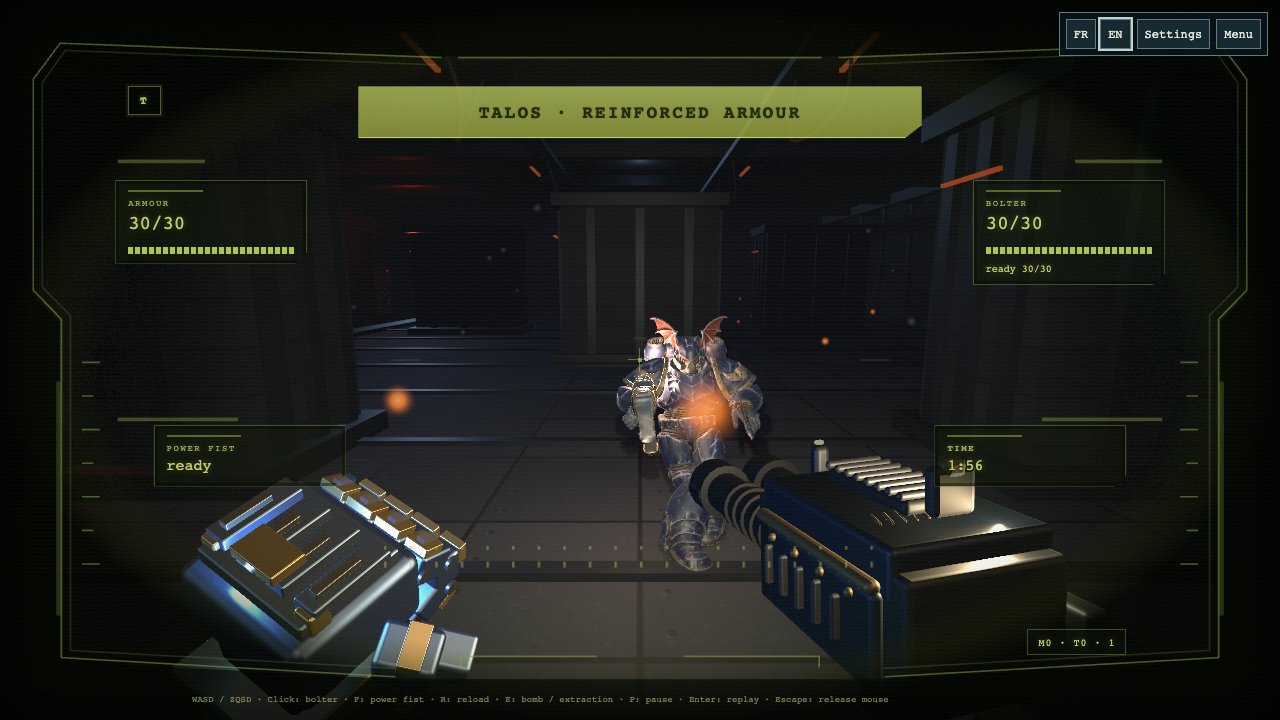 FR EN Settings Menu
T
TALOS · REINFORCED ARMOUR
ARMOUR
30/30
BOLTER
30/30
ready 30/30
POWER FIST
ready
TIME
1:56
M0 · T0 · 1
WASD / ZQSD · Click: bolter · F: power fist · R: reload · E: bomb / extraction · P: pause · Enter: replay · Escape: release mouse